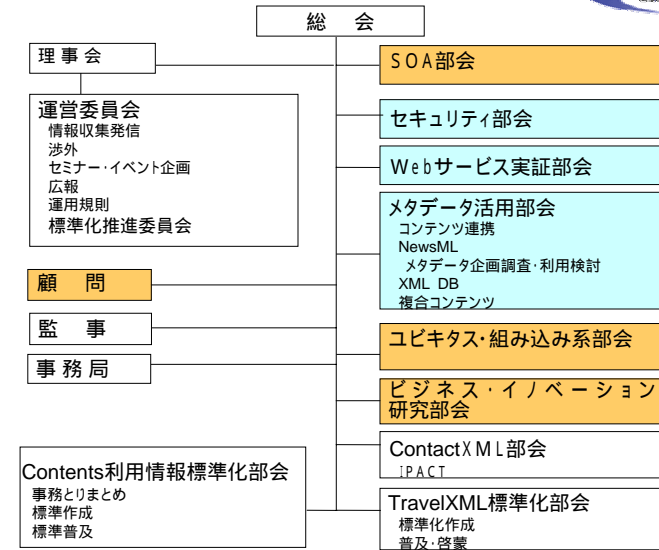 総 会
理 事 会
運営委員会
情報収集発信
渉外
セミナー・イベント企画
広報
運用規則
標準化推進委員会
顧 問
監 事
事 務 局
Contents利用情報標準化部会
事務とりまとめ
標準作成
標準普及
SOA部会
セキュリティ部会
Webサービス実証部会
メタデータ活用部会
コンテンツ連携
NewsML
メタデータ企画調査・利用検討
XML DB
複合コンテンツ
ユビキタス・組み込み系部会
ビジネス・イノベーション
研究部会
ContactXML部会
IPACT
TravelXML標準化部会
標準化作成
普及・啓蒙